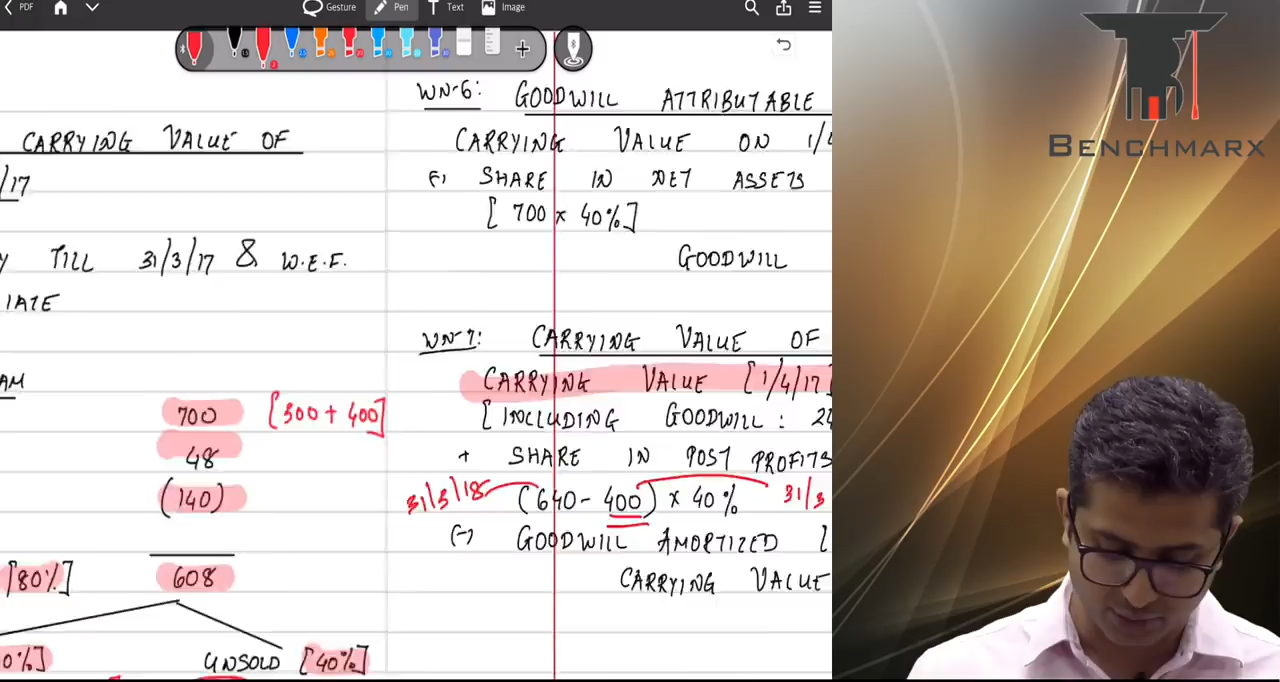 PDF
Gesture
Pen
Text
Image
CARRYING VALUE OF
/17
Y TILL 31/3/17 & W.E.F.
IATE
AM
700 [300 + 400]
48
(140)
[80%] 608
0%]
UNSOLD [40%]
WN-6: GOODWILL ATTRIBUTABLE
CARRYING VALUE ON 1/4
(-) SHARE IN NET ASSETS
[700 x 40%]
GOODWILL
WN-7: CARRYING VALUE OF
CARRYING VALUE [1/4/17]
[INCLUDING GOODWILL : 24
+ SHARE IN POST PROFITS
31/3/18 (640 - 400) x 40% 31/3
(-) GOODWILL AMORTIZED [
CARRYING VALUE
BENCHMARX